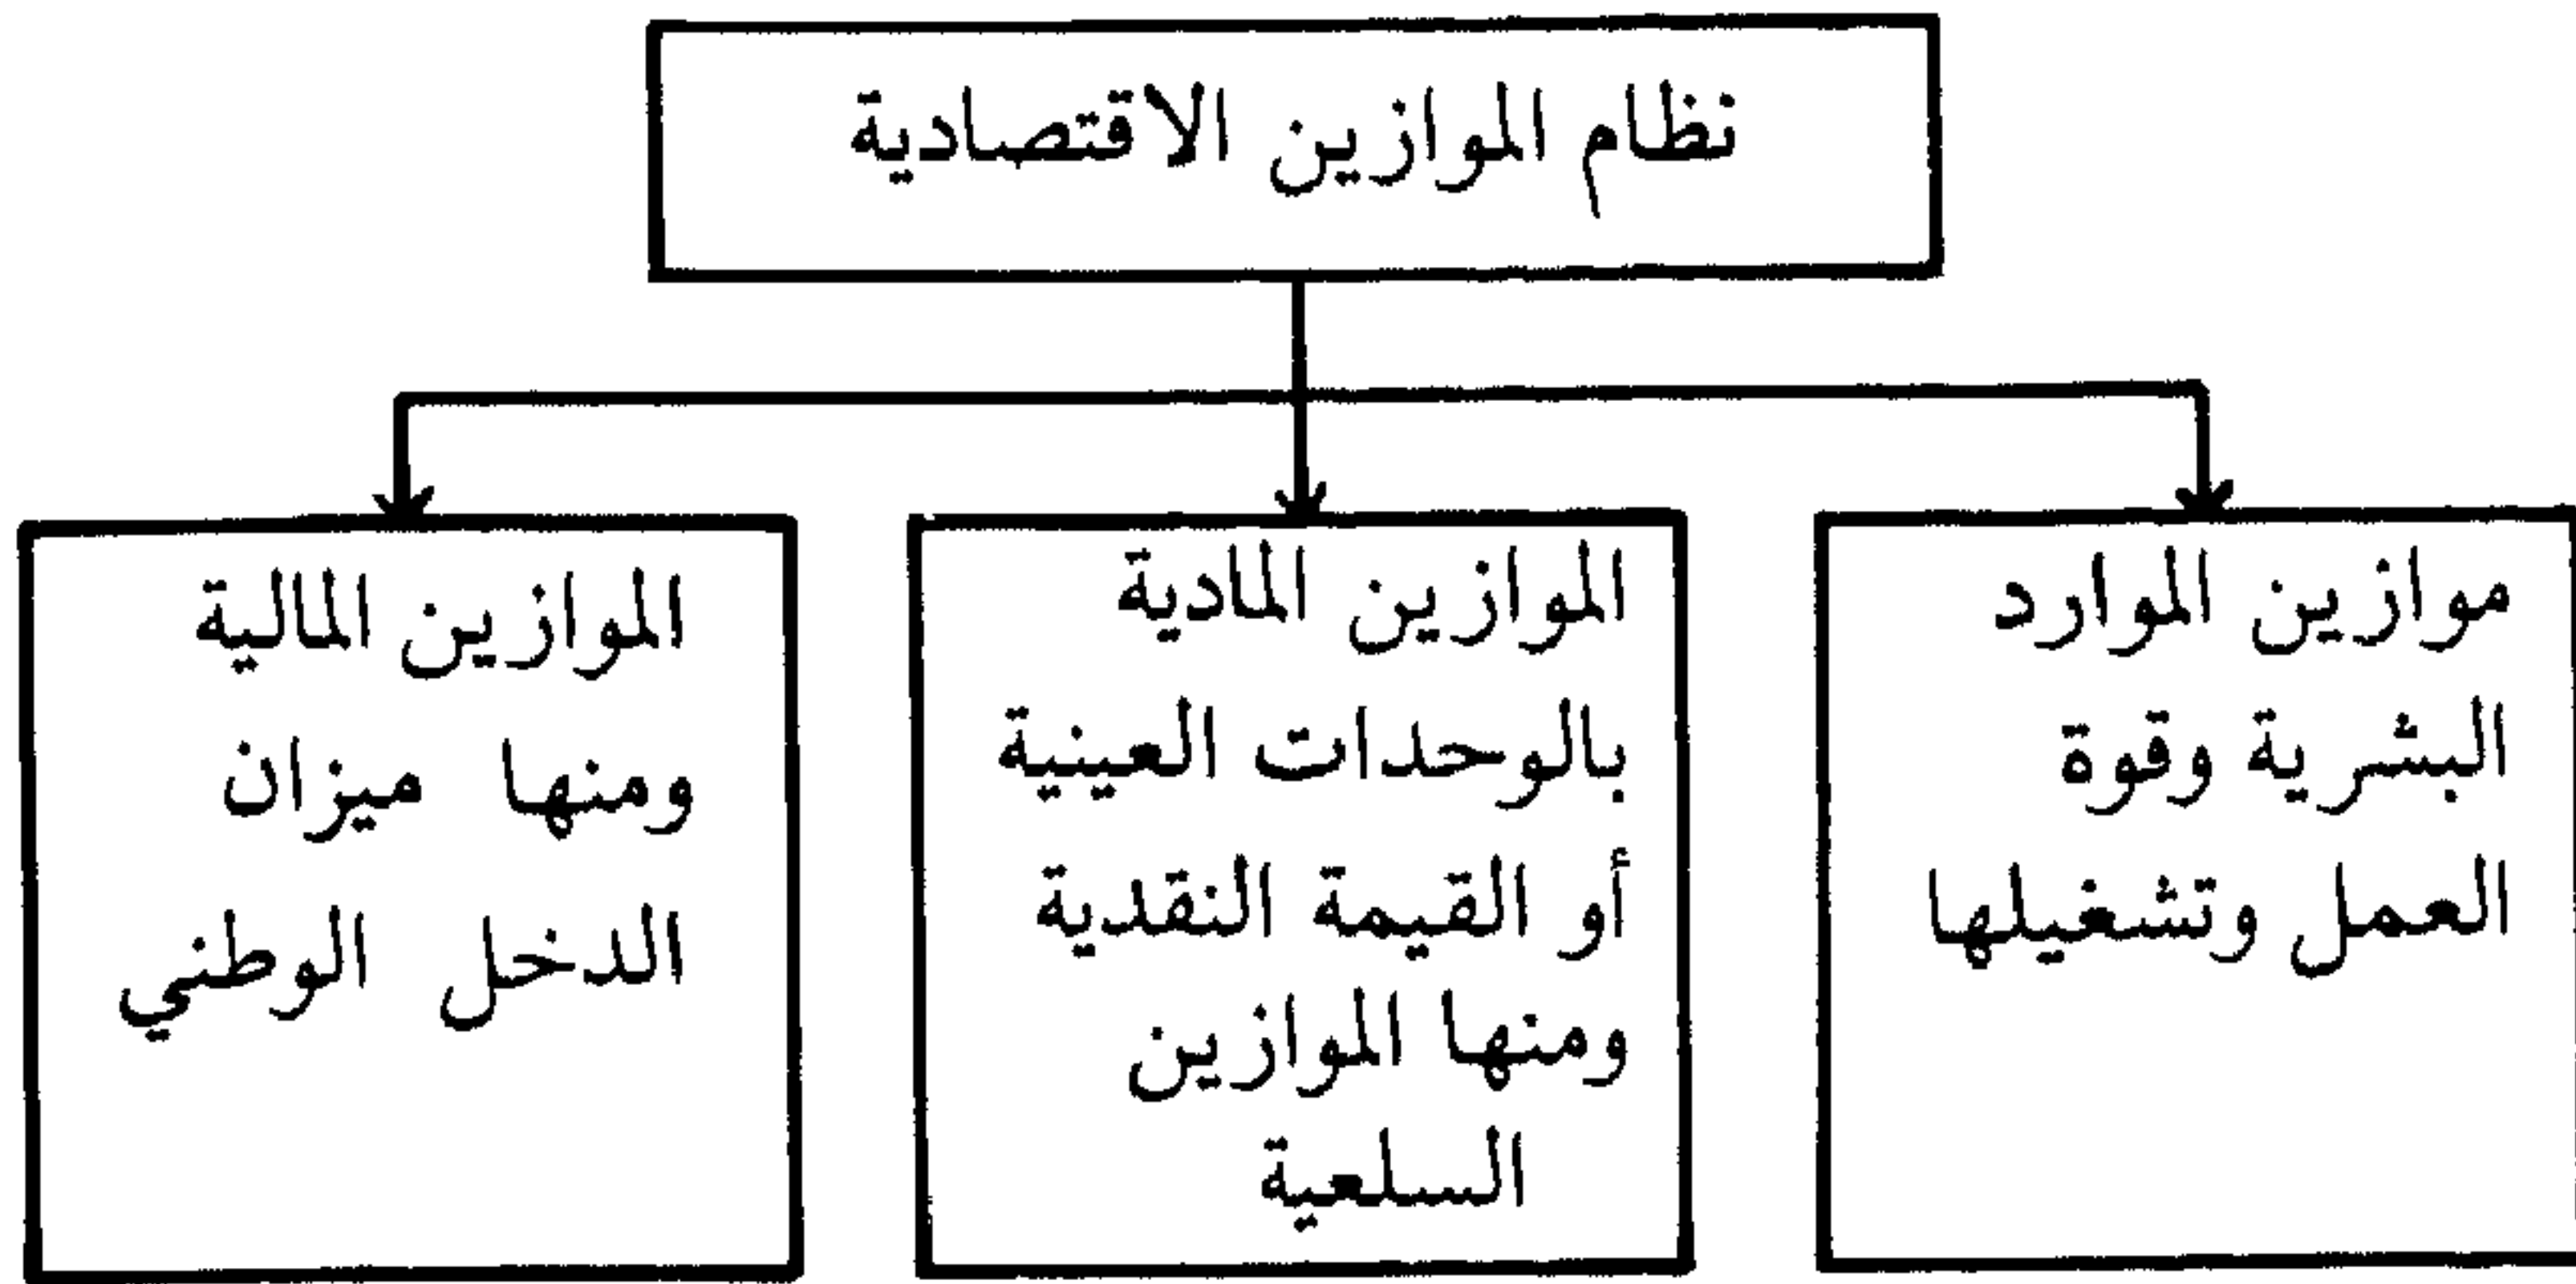 نظام الموازين الاقتصادية
موازين الموارد
البشرية وقوة
العمل وتشغيلها
الموازين المادية
بالوحدات العينية
أو القيمة النقدية
ومنها الموازين
السلعية
الموازين المالية
ومنها ميزان
الدخل الوطني